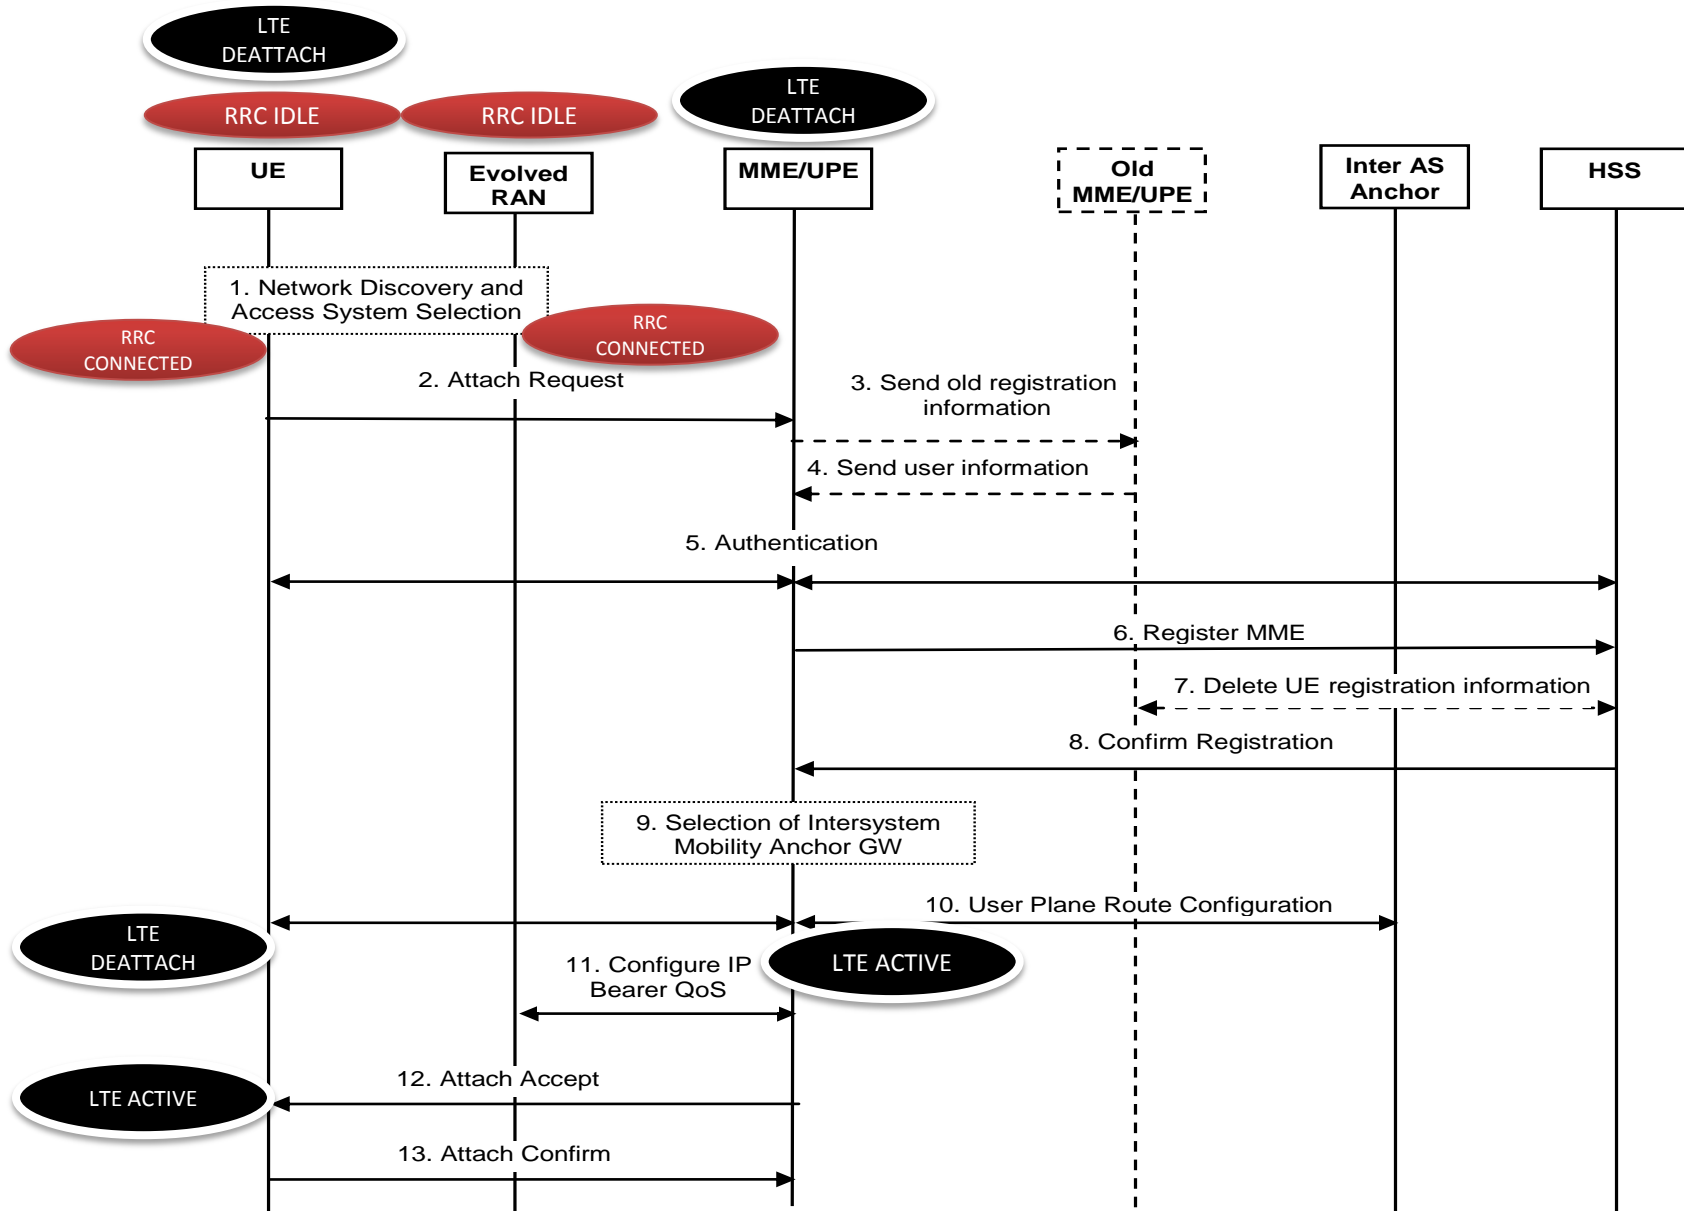 LTE
DEATTACH
RRC IDLE
RRC IDLE
LTE
DEATTACH
UE
Evolved
RAN
MME/UPE
Old
MME/UPE
Inter AS
Anchor
HSS
1. Network Discovery and
Access System Selection
RRC
CONNECTED
RRC
CONNECTED
2. Attach Request
3. Send old registration
information
4. Send user information
5. Authentication
6. Register MME
7. Delete UE registration information
8. Confirm Registration
9. Selection of Intersystem
Mobility Anchor GW
10. User Plane Route Configuration
LTE
DEATTACH
LTE ACTIVE
11. Configure IP
Bearer QoS
12. Attach Accept
LTE ACTIVE
13. Attach Confirm